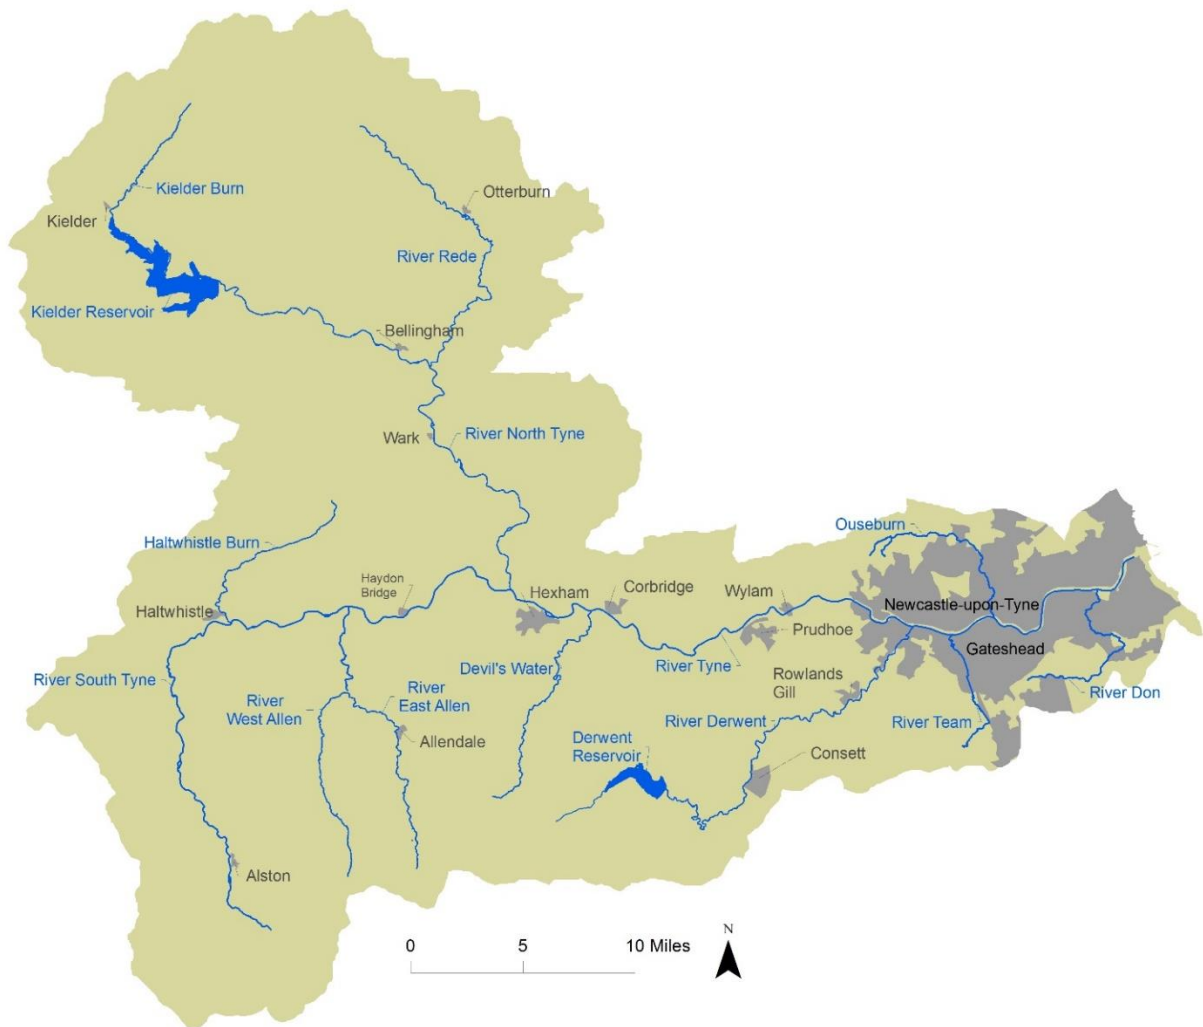 Kielder Burn
Otterburn
Kielder
River Rede
Kielder Reservoir
Bellingham
Wark
River North Tyne
Ouseburn
Haltwhistle Burn
Haydon
Bridge
Hexham
Corbridge
Wylam
Haltwhistle
Newcastle-upon-Tyne
Prudhoe
Gateshead
River South Tyne
Devil's Water
River Tyne
Rowlands
Gill
River Don
River
West Allen
River
East Allen
River Derwent
River Team
Allendale
Derwent
Reservoir
Consett
Alston
N
0 5 10 Miles